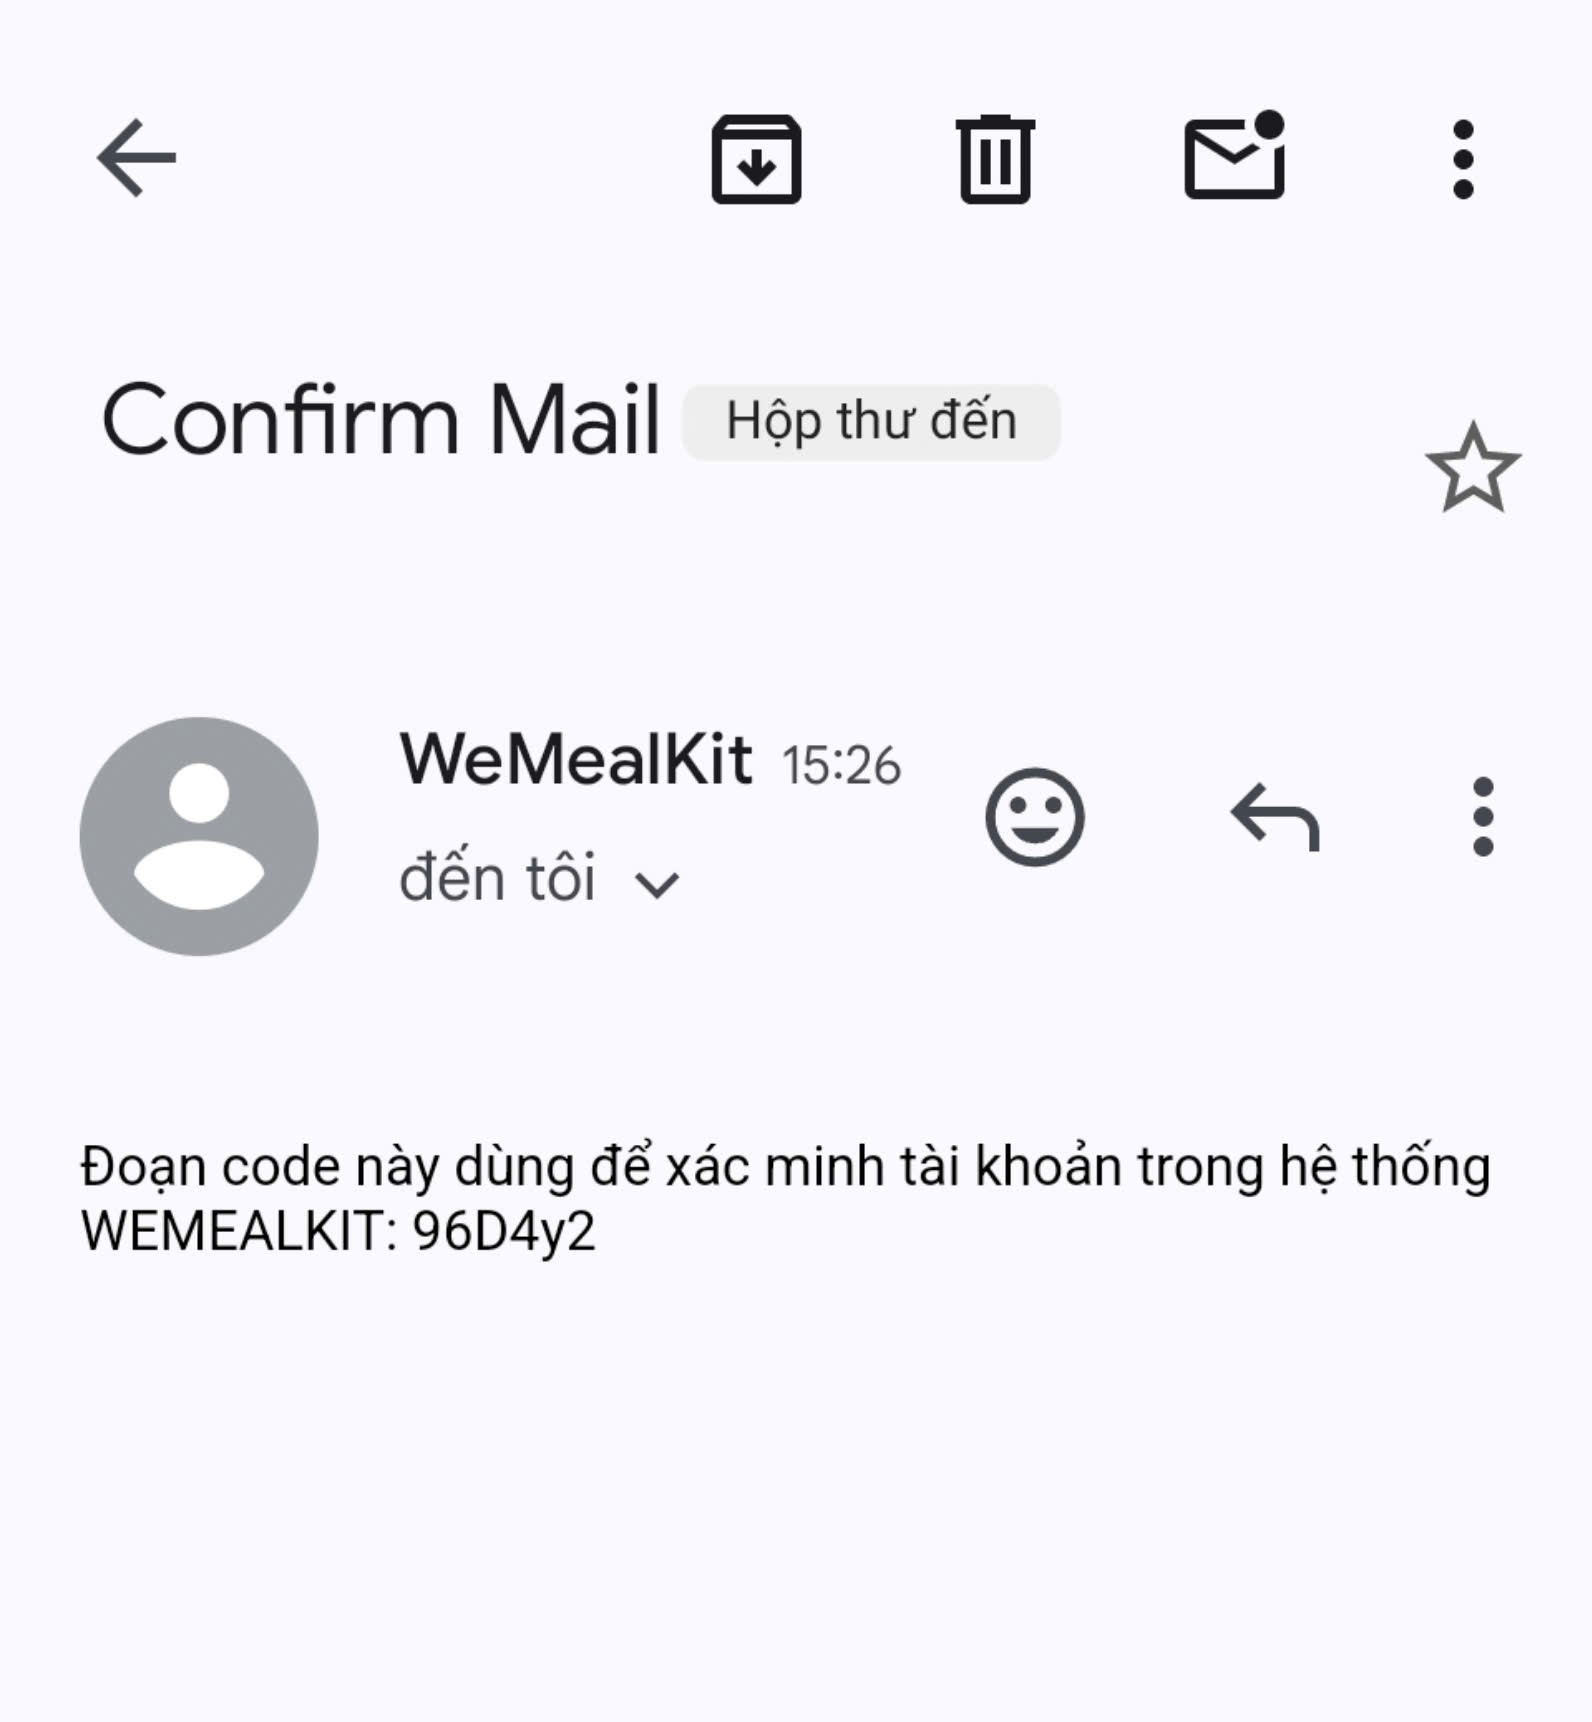 Confirm Mail Hộp thư đến
WeMealKit 15:26
đến tôi
Đoạn code này dùng để xác minh tài khoản trong hệ thống
WEMEALKIT: 96D4y2